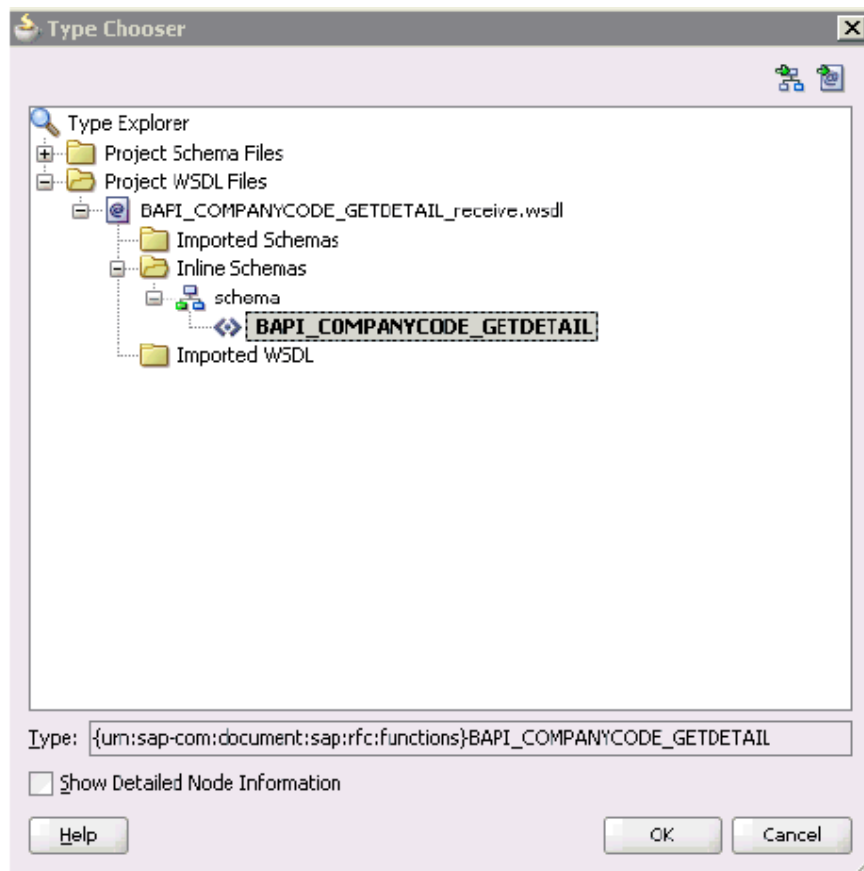 Type Chooser
Type Explorer
Project Schema Files
Project WSDL Files
BAPI_COMPANYCODE_GETDETAIL_receive.wsdl
Imported Schemas
Inline Schemas
schema
BAPI_COMPANYCODE_GETDETAIL
Imported WSDL
Type: {urn:sap-com:document:sap:rfc:functions}BAPI_COMPANYCODE_GETDETAIL
Show Detailed Node Information
Help OK Cancel